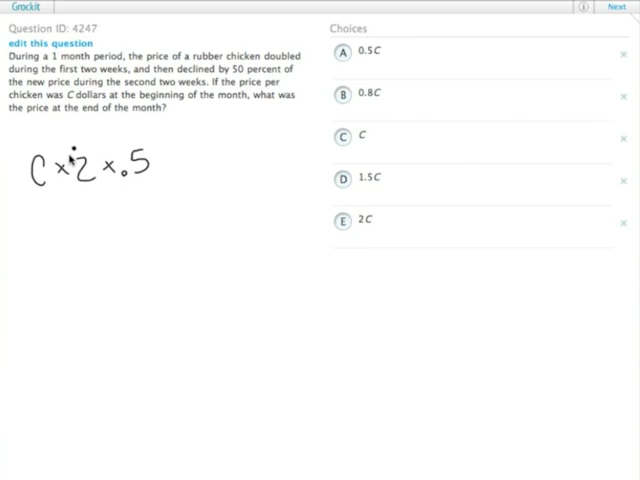 Grockit
Next
Question ID: 4247
edit this question
During a 1 month period, the price of a rubber chicken doubled
during the first two weeks, and then declined by 50 percent of
the new price during the second two weeks. If the price per
chicken was C dollars at the beginning of the month, what was
the price at the end of the month?
C × 2 × .5
Choices
A 0.5C
B 0.8C
C C
D 1.5C
E 2C